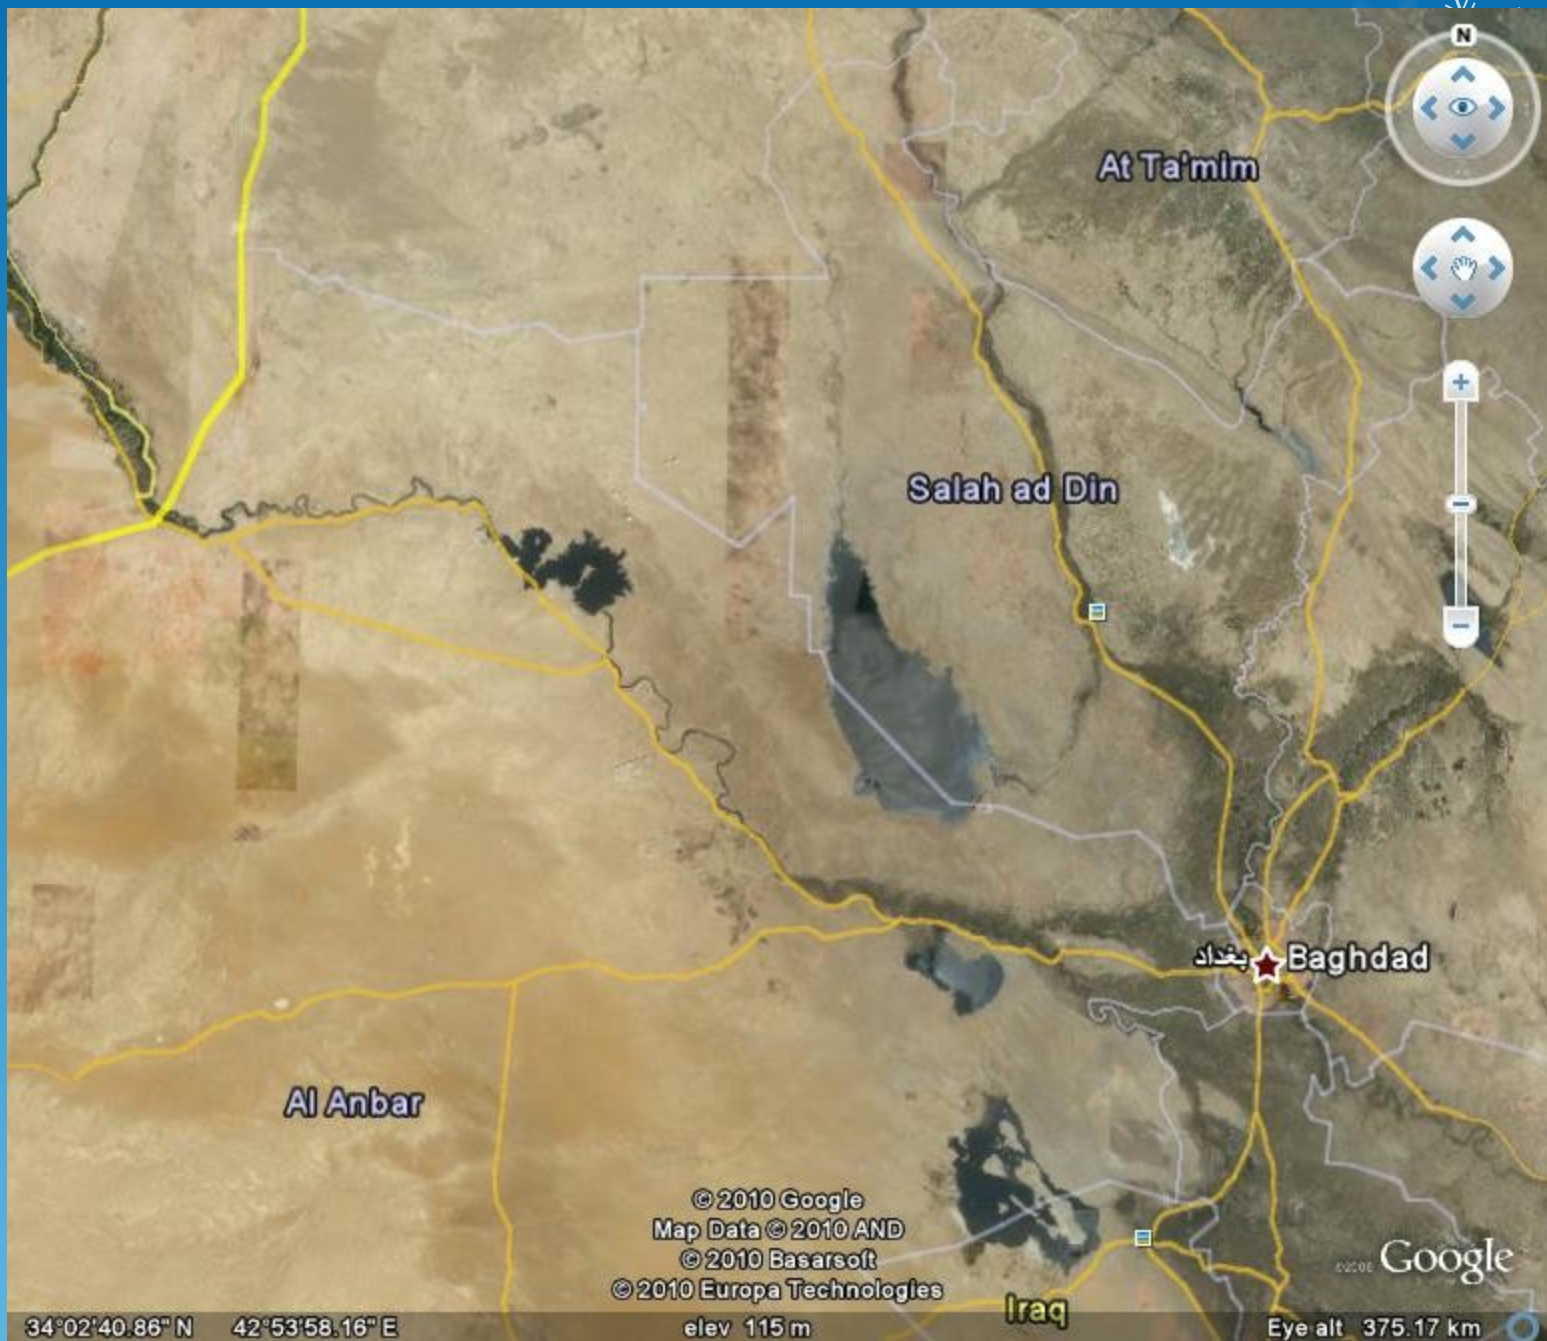 N
At Ta'mim
Salah ad Din
بغداد Baghdad
Al Anbar
© 2010 Google
Map Data © 2010 AND
© 2010 Basarsoft
© 2010 Europa Technologies
Google
Iraq
34°02'40.86" N 42°53'58.16" E elev 115 m Eye alt 375.17 km